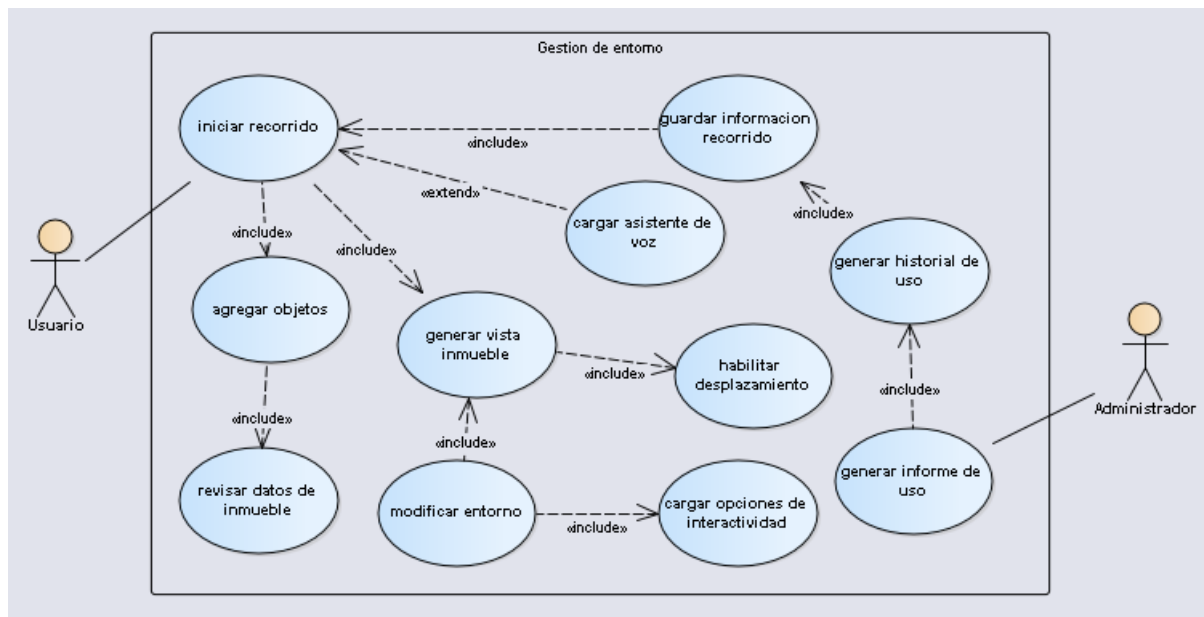 Gestion de entorno
iniciar recorrido
guardar informacion
recorrido
«include»
«extend»
cargar asistente de
voz
«include»
«include»
«include»
generar historial de
uso
Usuario
agregar objetos
generar vista
inmueble
habilitar
desplazamiento
«include»
«include»
Administrador
«include»
«include»
revisar datos de
inmueble
modificar entorno
«include»
cargar opciones de
interactividad
generar informe de
uso